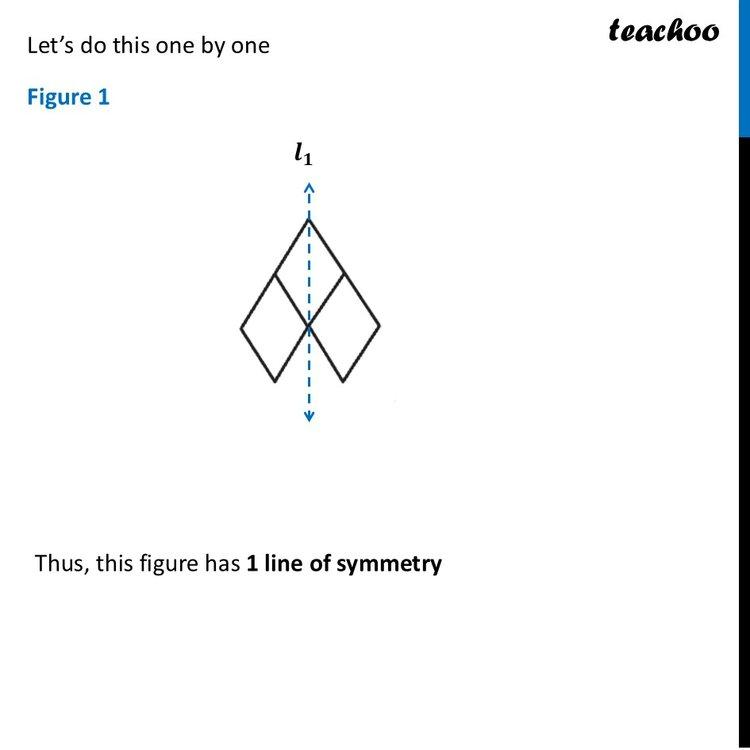 teachoo
Let’s do this one by one
Figure 1
l₁
Thus, this figure has 1 line of symmetry